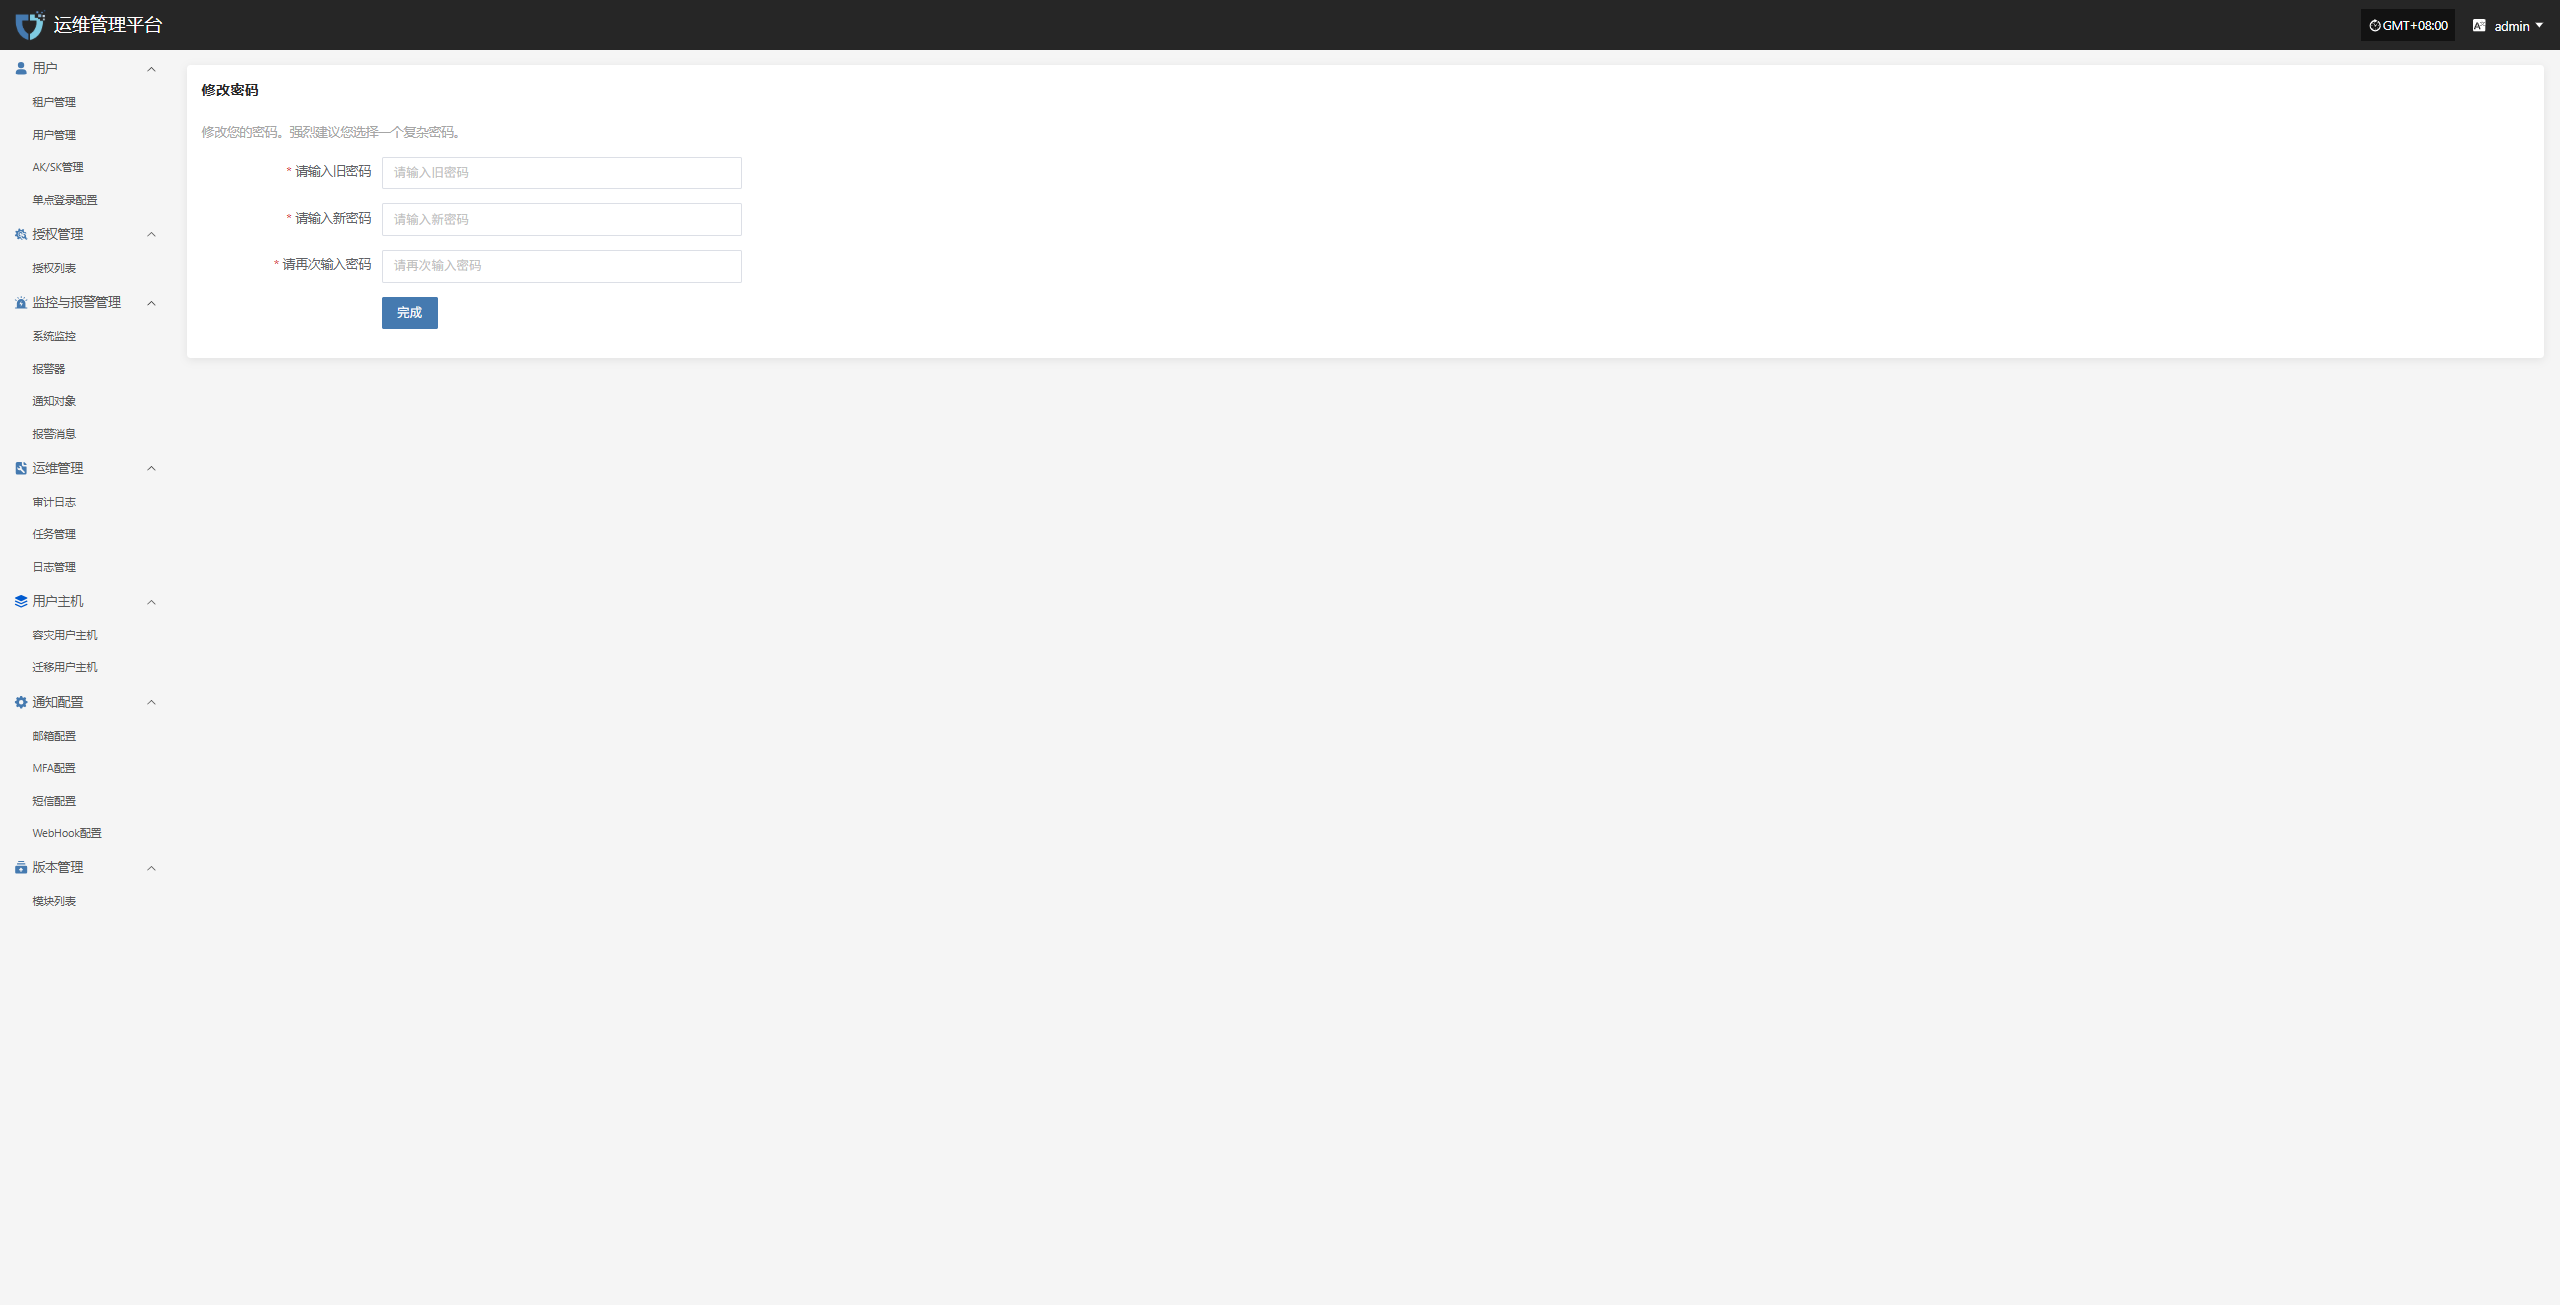 运维管理平台
GMT+08:00
admin
用户
租户管理
用户管理
AK/SK管理
单点登录配置
授权管理
授权列表
监控与报警管理
系统监控
报警器
通知对象
报警消息
运维管理
审计日志
任务管理
日志管理
用户主机
容灾用户主机
迁移用户主机
通知配置
邮箱配置
MFA配置
短信配置
WebHook配置
版本管理
模块列表
修改密码
修改您的密码。强烈建议您选择一个复杂密码。
* 请输入旧密码
请输入旧密码
* 请输入新密码
请输入新密码
* 请再次输入密码
请再次输入密码
完成